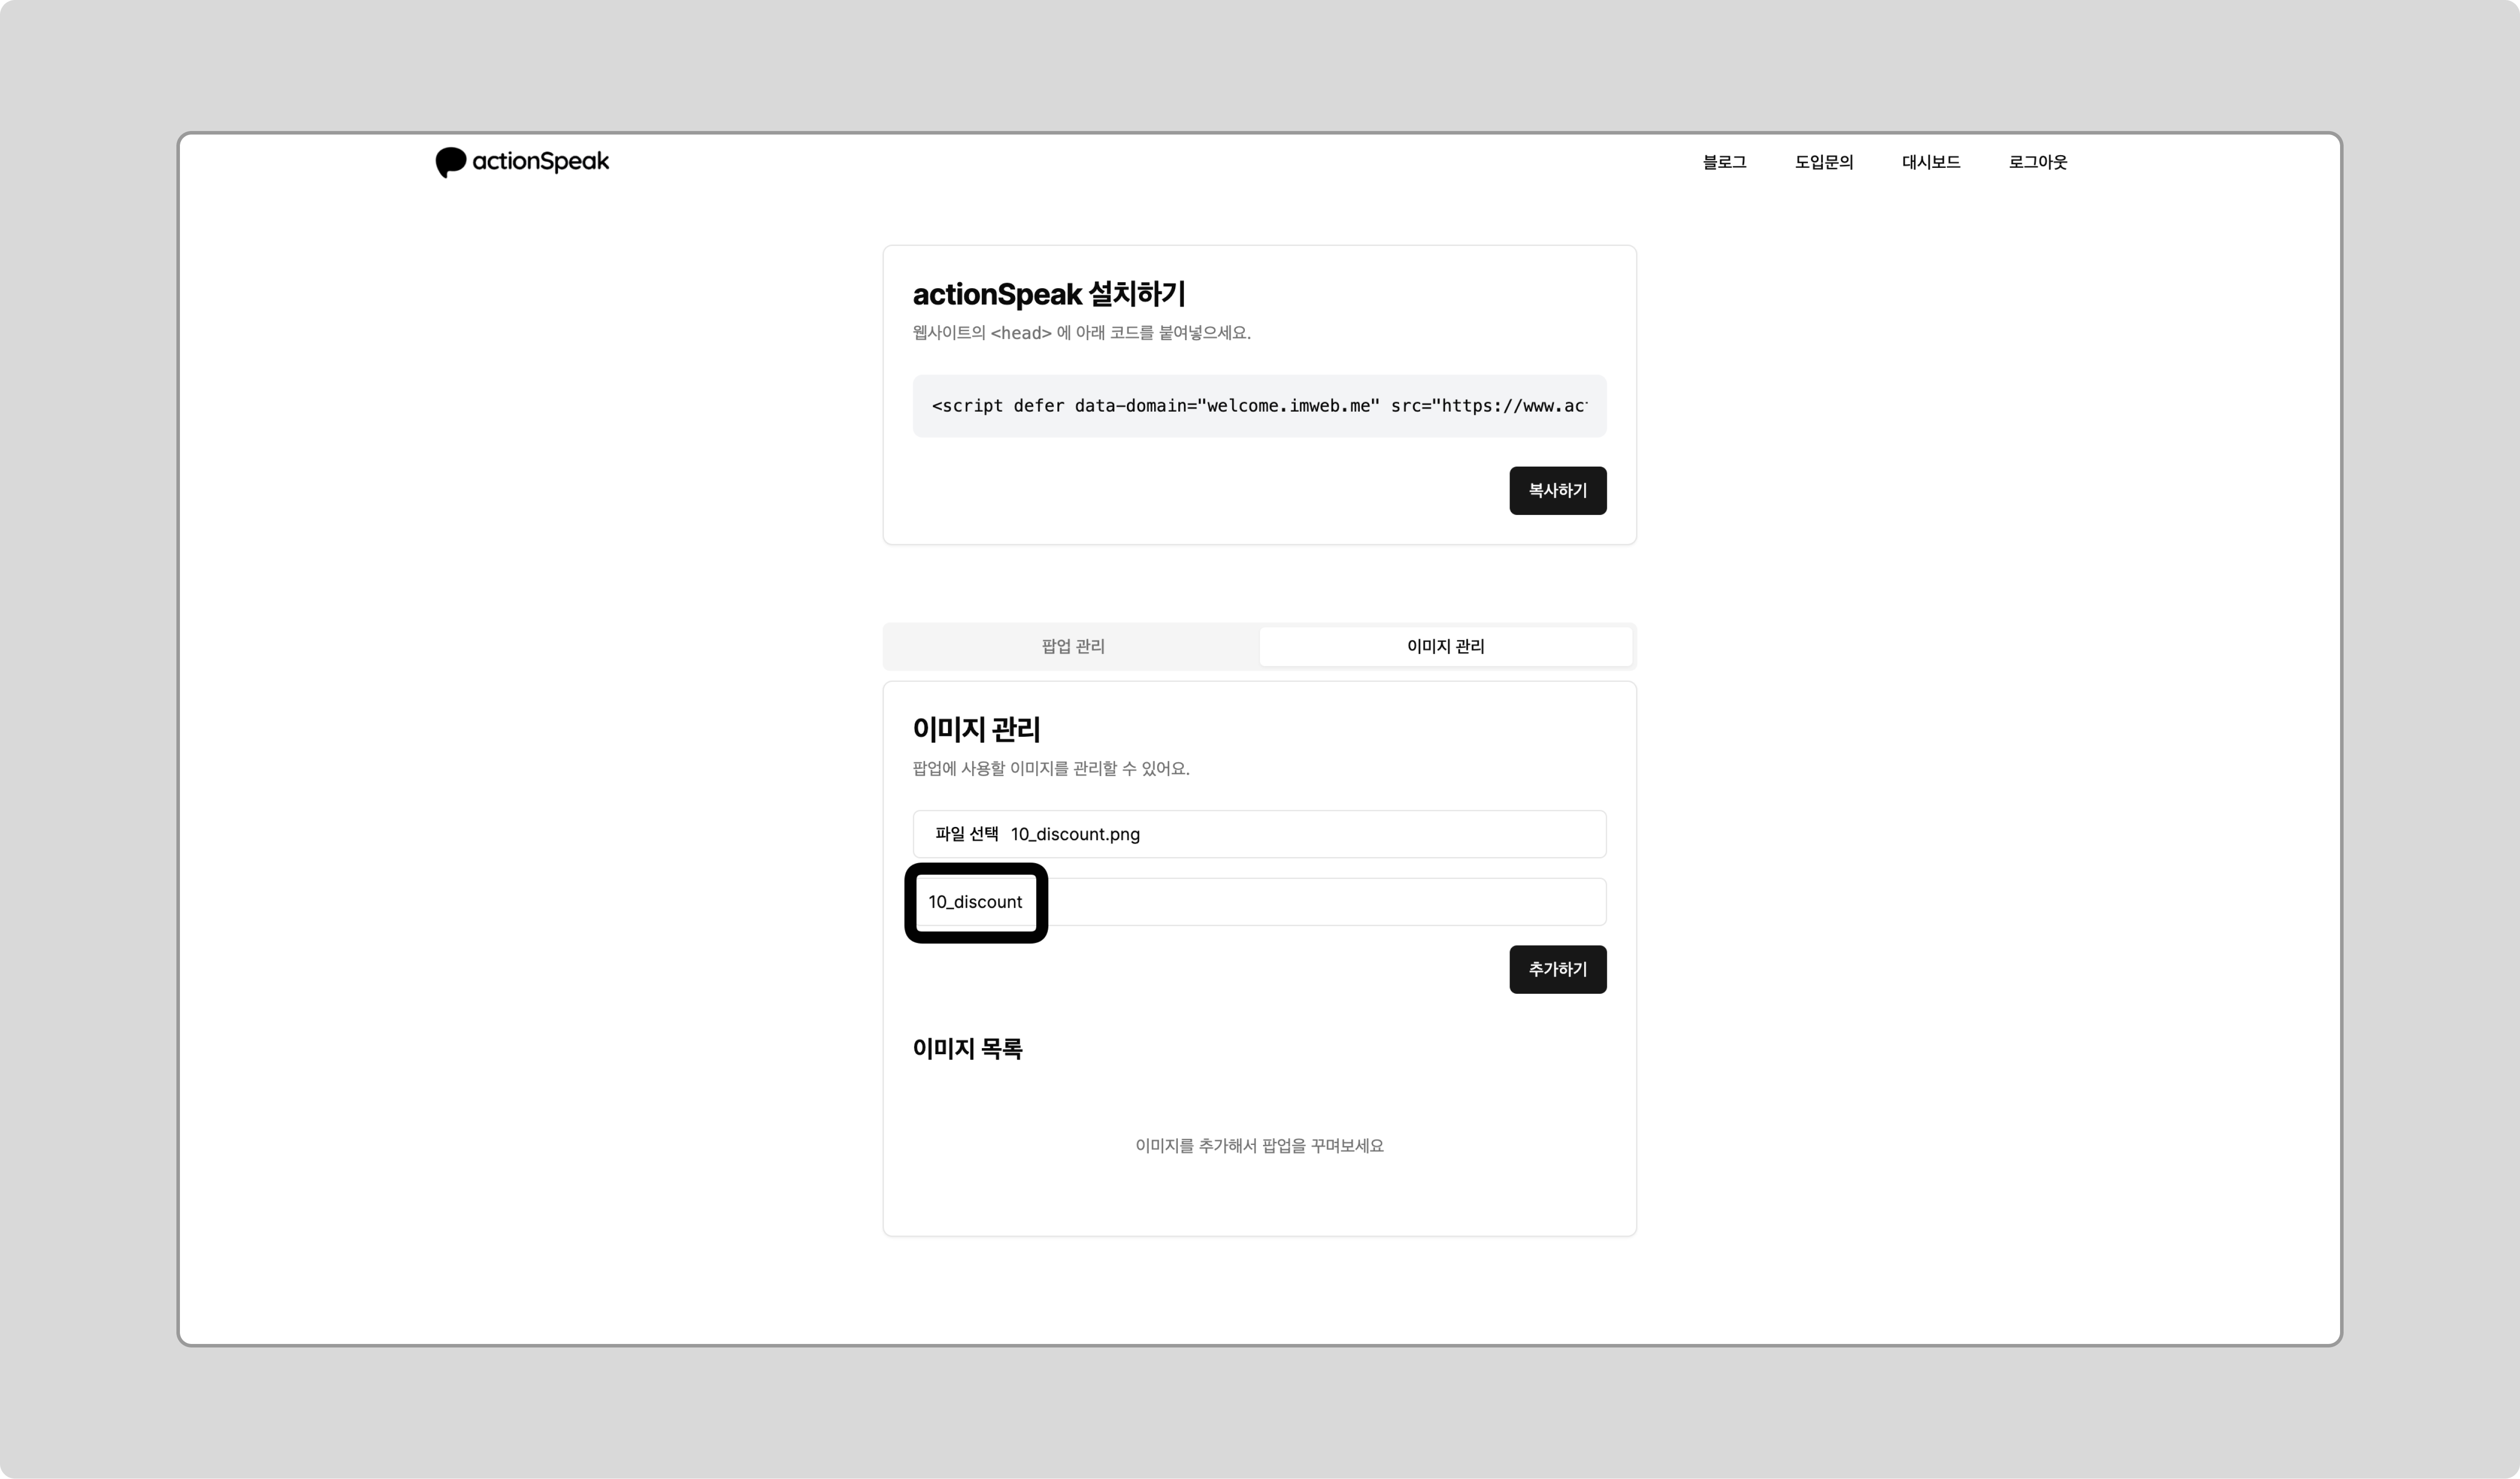 actionSpeak
블로그 도입문의 대시보드 로그아웃
actionSpeak 설치하기
웹사이트의 <head> 에 아래 코드를 붙여넣으세요.
<script defer data-domain="welcome.imweb.me" src="https://www.ac
복사하기
팝업 관리 이미지 관리
이미지 관리
팝업에 사용할 이미지를 관리할 수 있어요.
파일 선택 10_discount.png
10_discount
추가하기
이미지 목록
이미지를 추가해서 팝업을 꾸며보세요